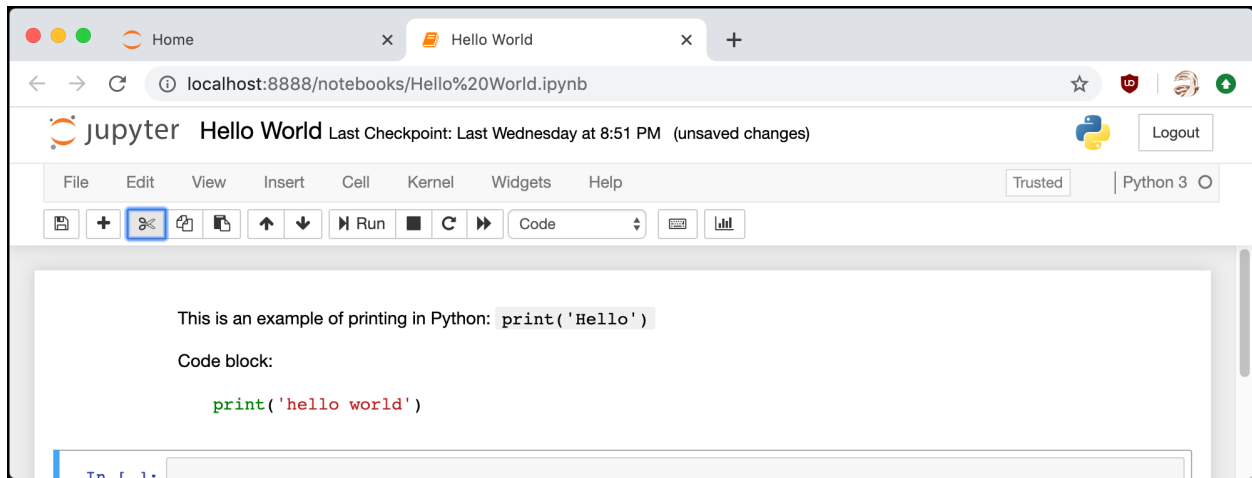 Home
Hello World
localhost:8888/notebooks/Hello%20World.ipynb
jupyter Hello World Last Checkpoint: Last Wednesday at 8:51 PM (unsaved changes) Logout
File Edit View Insert Cell Kernel Widgets Help Trusted Python 3
Run Code
This is an example of printing in Python: print('Hello')
Code block:
print('hello world')
In [ ]: